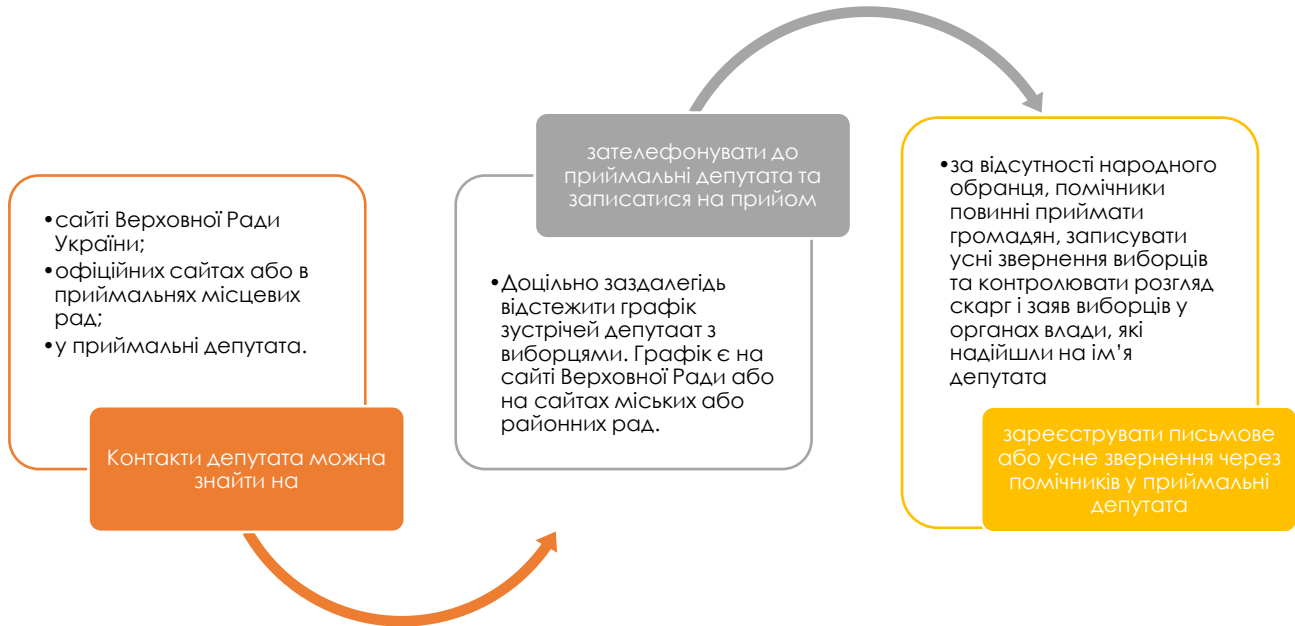 •сайті Верховної Ради
України;
•офіційних сайтах або в
приймальнях місцевих
рад;
•у приймальні депутата.
Контакти депутата можна
знайти на
зателефонувати до
приймальні депутата та
записатися на прийом
•Доцільно заздалегідь
відстежити графік
зустрічей депутаат з
виборцями. Графік є на
сайті Верховної Ради або
на сайтах міських або
районних рад.
•за відсутності народного
обранця, помічники
повинні приймати
громадян, записувати
усні звернення виборців
та контролювати розгляд
скарг і заяв виборців у
органах влади, які
надійшли на ім’я
депутата
зареєструвати письмове
або усне звернення через
помічників у приймальні
депутата